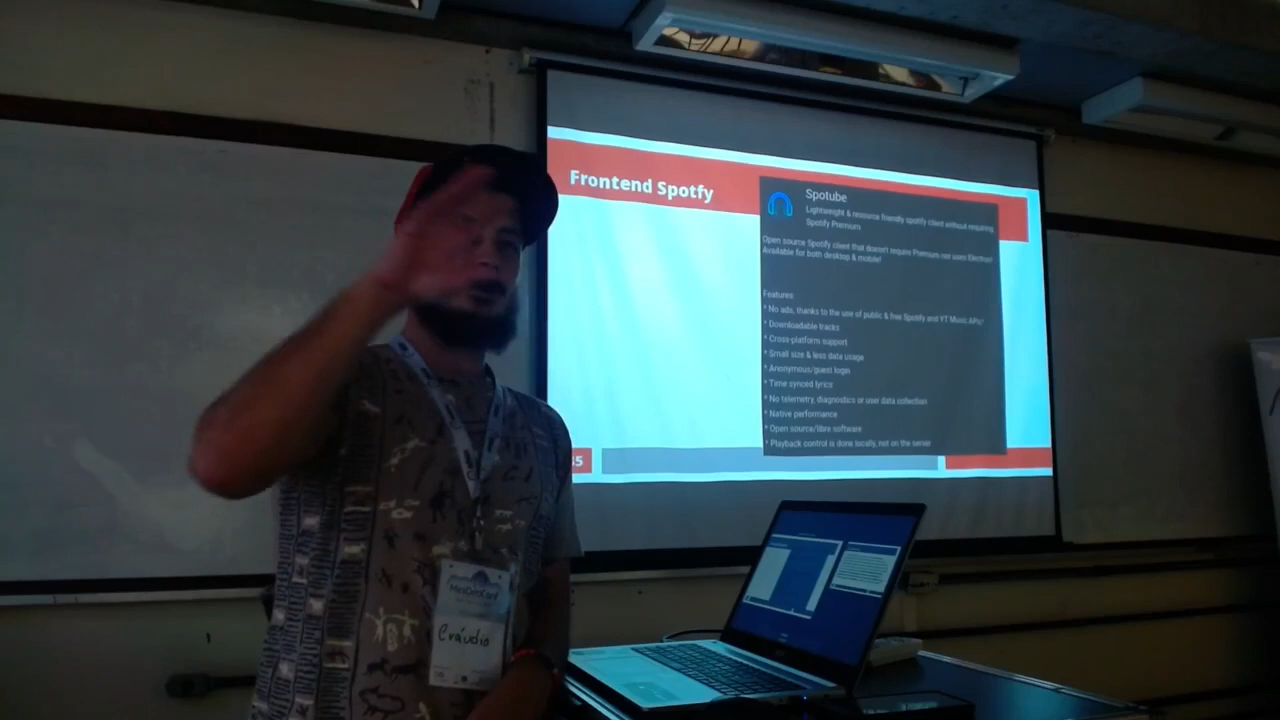 Frontend Spotfy
Spotube
Lightweight & resource friendly spotify client without requiring
Spotify Premium
Open source Spotify client that doesn't require Premium nor uses Electron!
Available for both desktop & mobile!
Features:
* No ads, thanks to the use of public & free Spotify and YT Music APIs¹
* Downloadable tracks
* Cross-platform support
* Small size & less data usage
* Anonymous/guest login
* Time synced lyrics
* No telemetry, diagnostics or user data collection
* Native performance
* Open source/libre software
* Playback control is done locally, not on the server
MiniDebConf
Cráudio